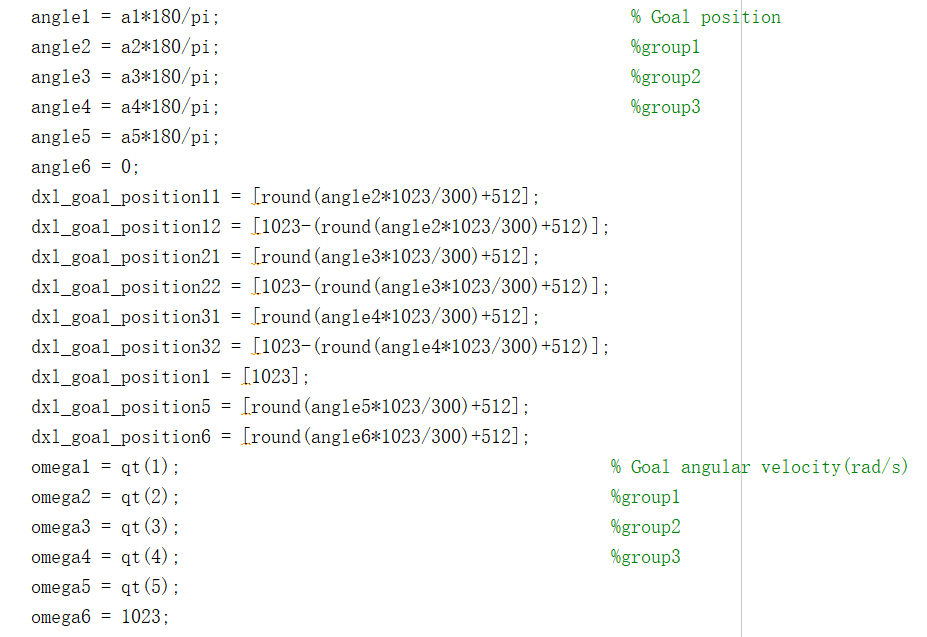 angle1 = a1*180/pi; % Goal position
angle2 = a2*180/pi; %group1
angle3 = a3*180/pi; %group2
angle4 = a4*180/pi; %group3
angle5 = a5*180/pi;
angle6 = 0;
dxl_goal_position11 = [round(angle2*1023/300)+512];
dxl_goal_position12 = [1023-(round(angle2*1023/300)+512)];
dxl_goal_position21 = [round(angle3*1023/300)+512];
dxl_goal_position22 = [1023-(round(angle3*1023/300)+512)];
dxl_goal_position31 = [round(angle4*1023/300)+512];
dxl_goal_position32 = [1023-(round(angle4*1023/300)+512)];
dxl_goal_position1 = [1023];
dxl_goal_position5 = [round(angle5*1023/300)+512];
dxl_goal_position6 = [round(angle6*1023/300)+512];
omega1 = qt(1); % Goal angular velocity(rad/s)
omega2 = qt(2); %group1
omega3 = qt(3); %group2
omega4 = qt(4); %group3
omega5 = qt(5);
omega6 = 1023;